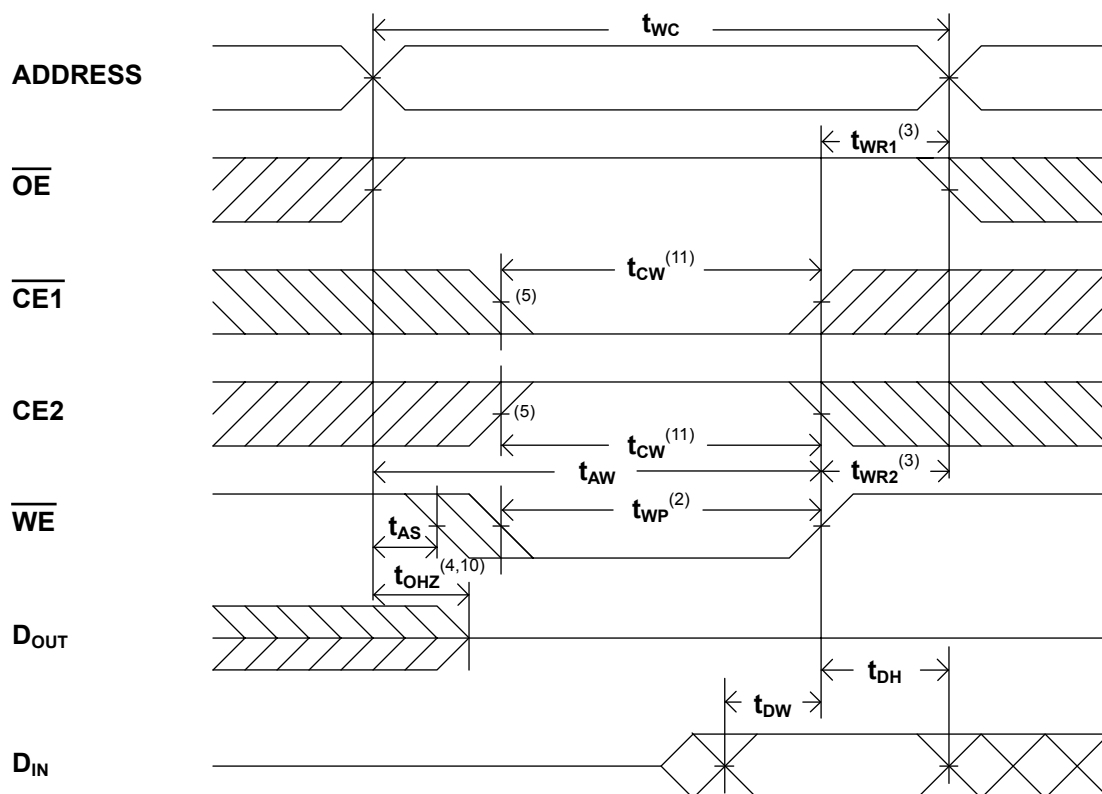 tWC
ADDRESS
tWR1(3)
OE
tCW(11)
CE1
(5)
CE2
(5)
tCW(11)
tAW
tWR2(3)
WE
tWP(2)
tAS
tOHZ(4,10)
DOUT
tDH
tDW
DIN